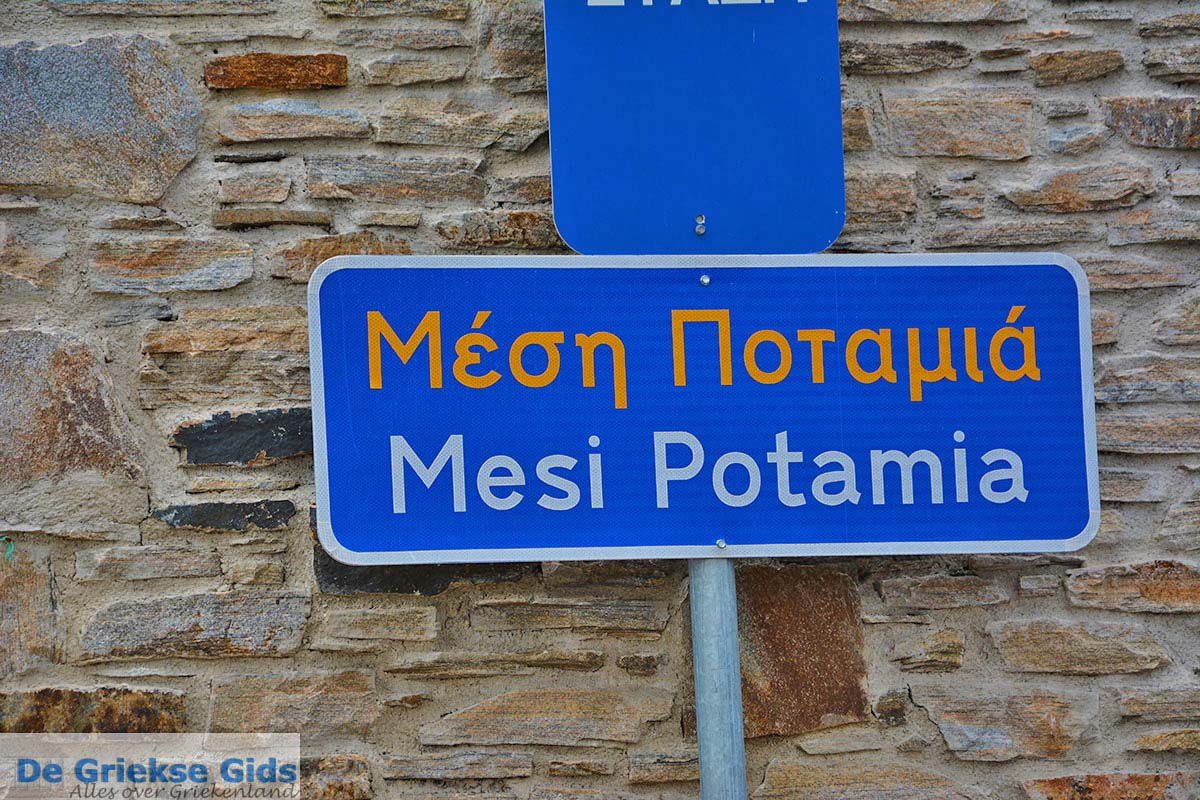 Μέση Ποταμιά
Mesi Potamia
De Griekse Gids
Alles over Griekenland